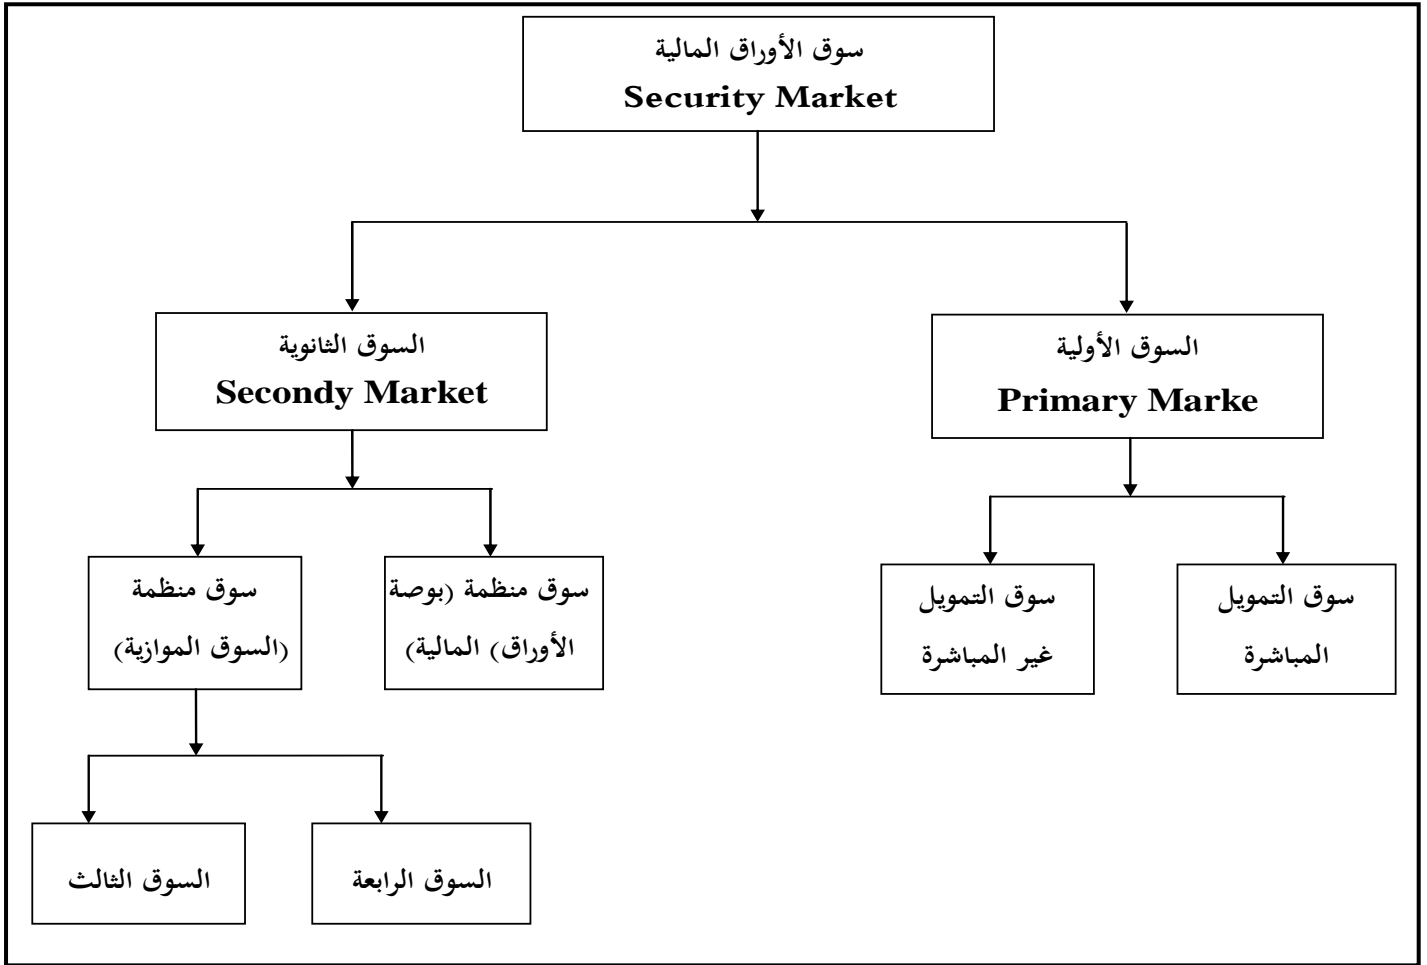 سوق الأوراق المالية
Security Market
السوق الأولية
Primary Marke
السوق الثانوية
Secondy Market
سوق التمويل
المباشرة
سوق التمويل
غير المباشرة
سوق منظمة (بوصة
الأوراق) المالية)
سوق منظمة
(السوق الموازية)
السوق الرابعة
السوق الثالث